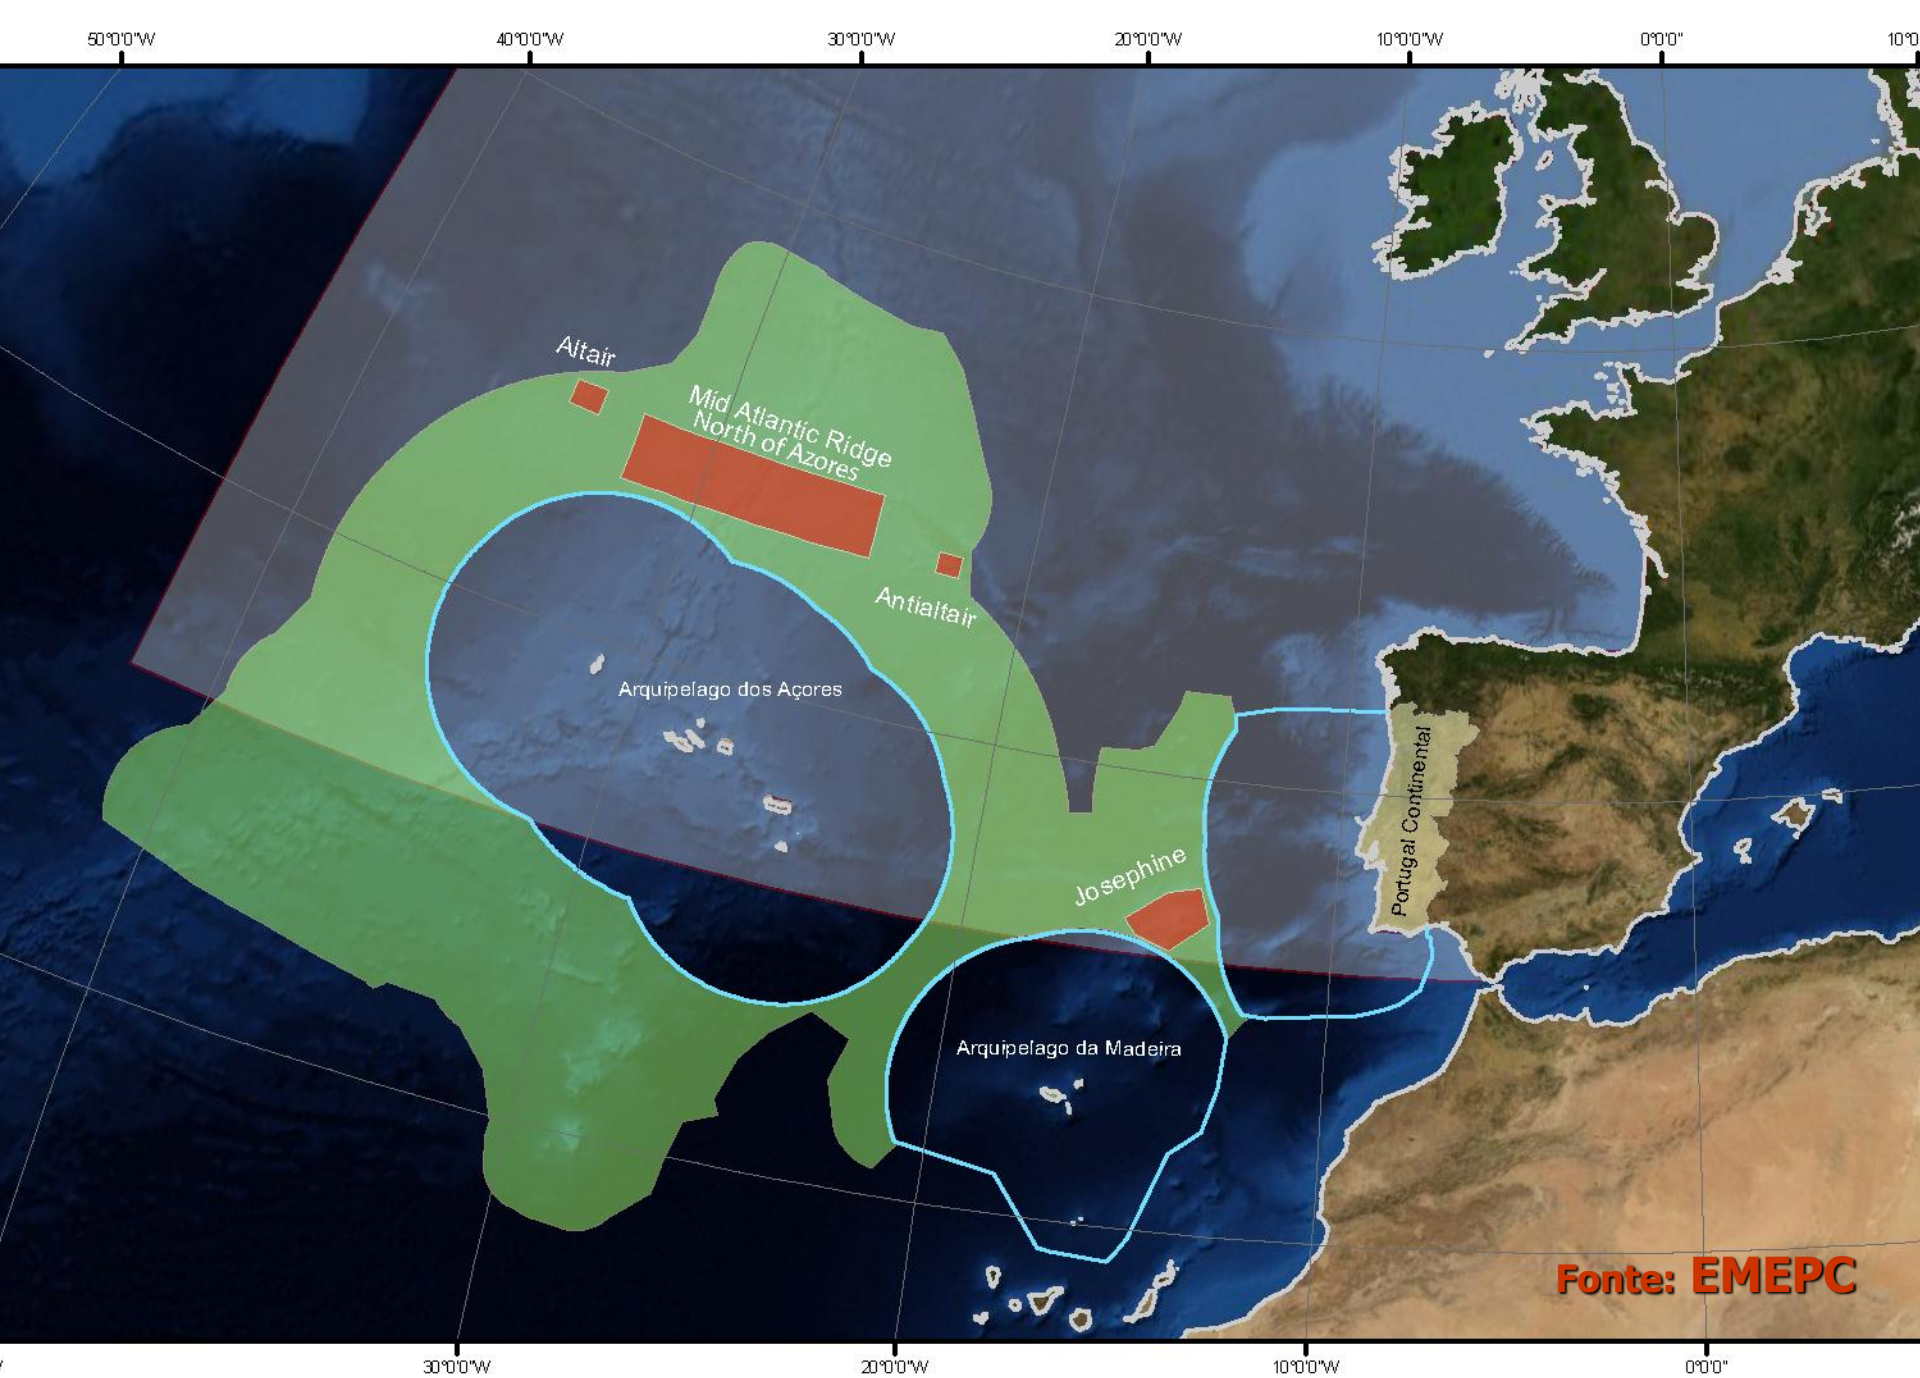 50°0'0"W 40°0'0"W 30°0'0"W 20°0'0"W 10°0'0"W 0°0'0" 10°0
Altair
Mid Atlantic Ridge
North of Azores
Antialtair
Arquipelago dos Açores
Portugal Continental
Josephine
Arquipelago da Madeira
Fonte: EMEPC
30°0'0"W 20°0'0"W 10°0'0"W 0°0'0"